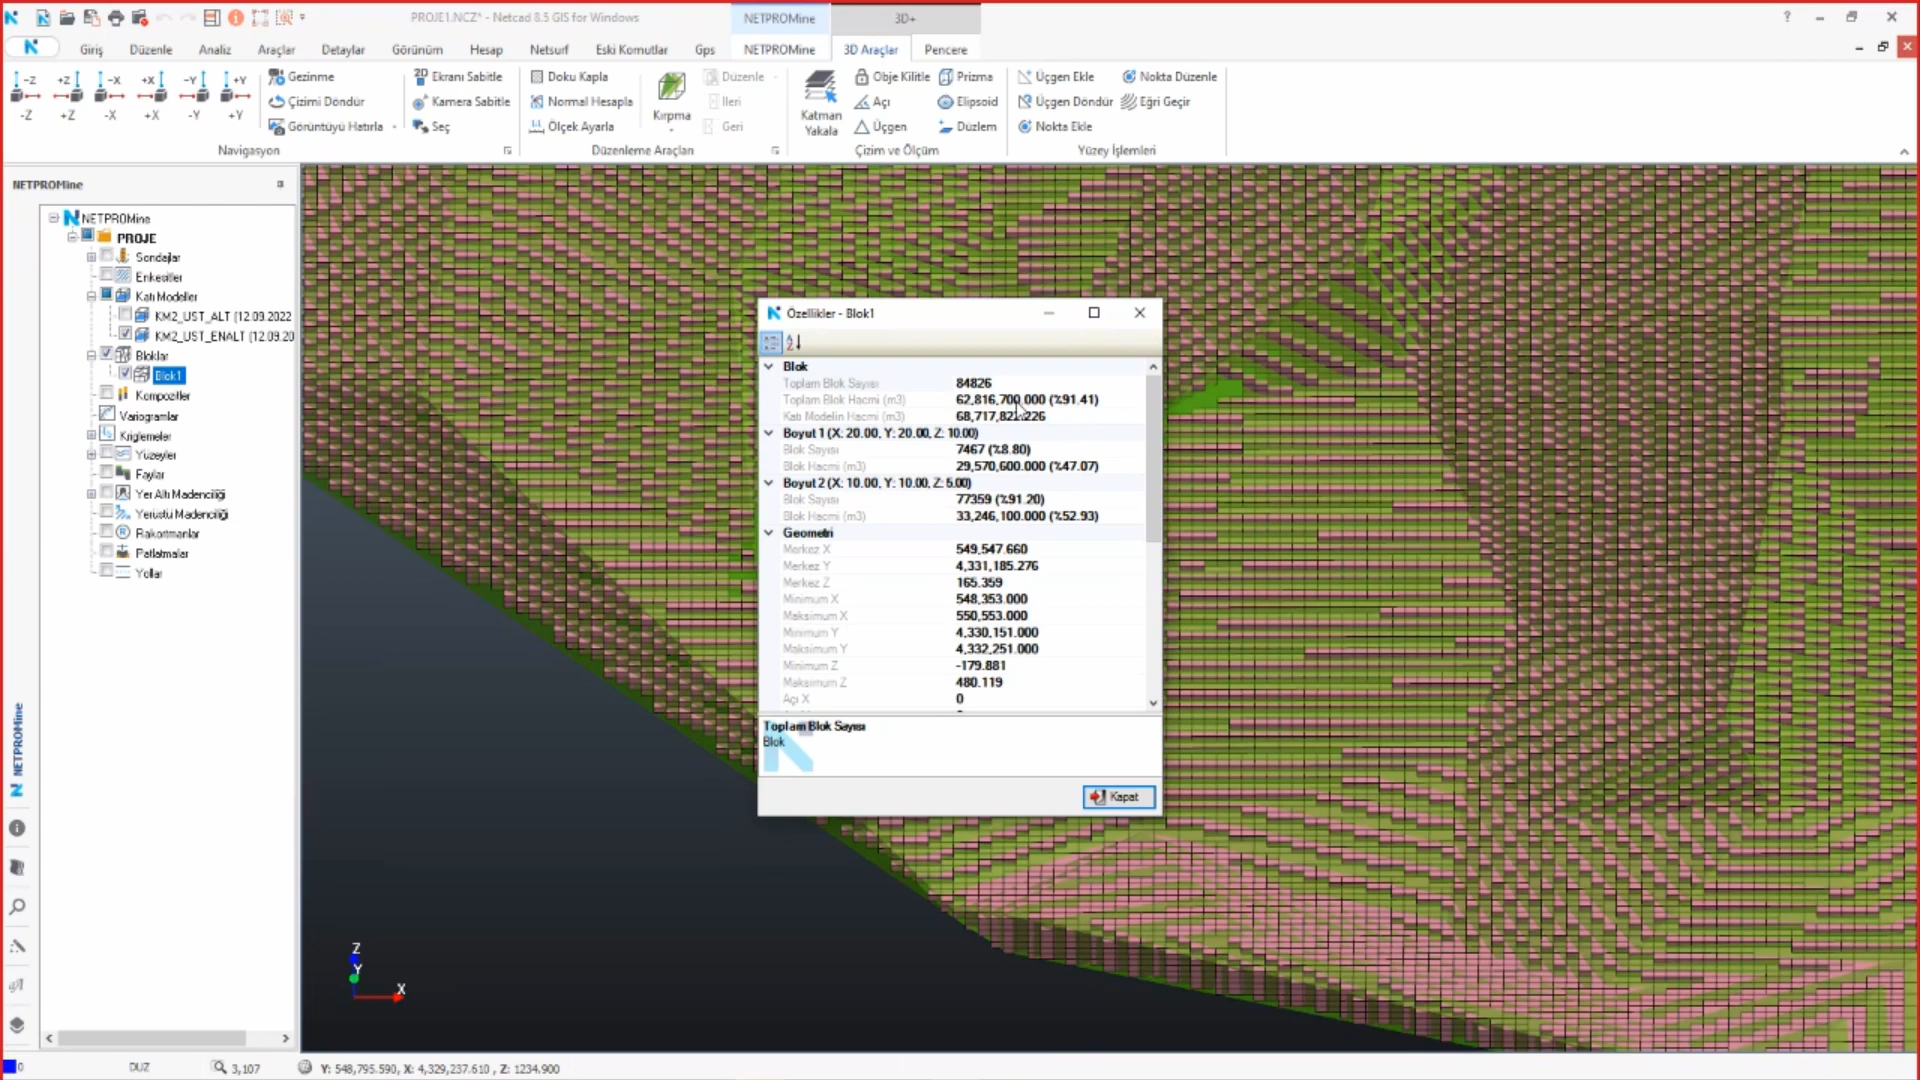 PROJE1.NCZ* - Netcad 8.5 GIS for Windows
NETPROMine
3D+
Giriş Düzenle Analiz Araçlar Detaylar Görünüm Hesap Netsurf Eski Komutlar Gps NETPROMine 3D Araçlar Pencere
-Z +Z -X +X -Y +Y
-Z +Z -X +X -Y +Y
Gezinme
Çizimi Döndür
Görüntüyü Hatırla
Navigasyon
2D Ekranı Sabitle
Kamera Sabitle
Seç
Doku Kapla
Normal Hesapla
Ölçek Ayarla
Kırpma
Düzenle
İleri
Geri
Düzenleme Araçları
Katman
Yakala
Obje Kilitle
Açı
Üçgen
Prizma
Elipsoid
Düzlem
Çizim ve Ölçüm
Üçgen Ekle
Üçgen Döndür
Nokta Ekle
Nokta Düzenle
Eğri Geçir
Yüzey İşlemleri
NETPROMine
NETPROMine
PROJE
Sondajlar
Enkesitler
Katı Modeller
KM2_UST_ALT (12.09.2022
KM2_UST_ENALT (12.09.20
Bloklar
Blok1
Kompozitler
Variogramlar
Kriglemeler
Yüzeyler
Faylar
Yer Altı Madenciliği
Yerüstü Madenciliği
Rakortmanlar
Patlatmalar
Yollar
NETPROMine
Özellikler - Blok1
Blok
Toplam Blok Sayısı 84826
Toplam Blok Hacmi (m3) 62,816,700.000 (%91.41)
Katı Modelin Hacmi (m3)
Boyut 1 (X: 20.00, Y: 20.00, Z: 10.00)
Blok Sayısı 7467 (%8.80)
Blok Hacmi (m3) 29,570,600.000 (%47.07)
Boyut 2 (X: 10.00, Y: 10.00, Z: 5.00)
Blok Sayısı 77359 (%91.20)
Blok Hacmi (m3) 33,246,100.000 (%52.93)
Geometri
Merkez X 549,547.660
Merkez Y 4,331,185.276
Merkez Z 165.359
Minimum X 548,353.000
Maksimum X 550,553.000
Minimum Y 4,330,151.000
Maksimum Y 4,332,251.000
Minimum Z -179.881
Maksimum Z 480.119
Açı X 0
Toplam Blok Sayısı
Blok
Kapat
Z
Y
X
0 DUZ 3,107 Y: 548,795.590, X: 4,329,237.610 , Z: 1234.900